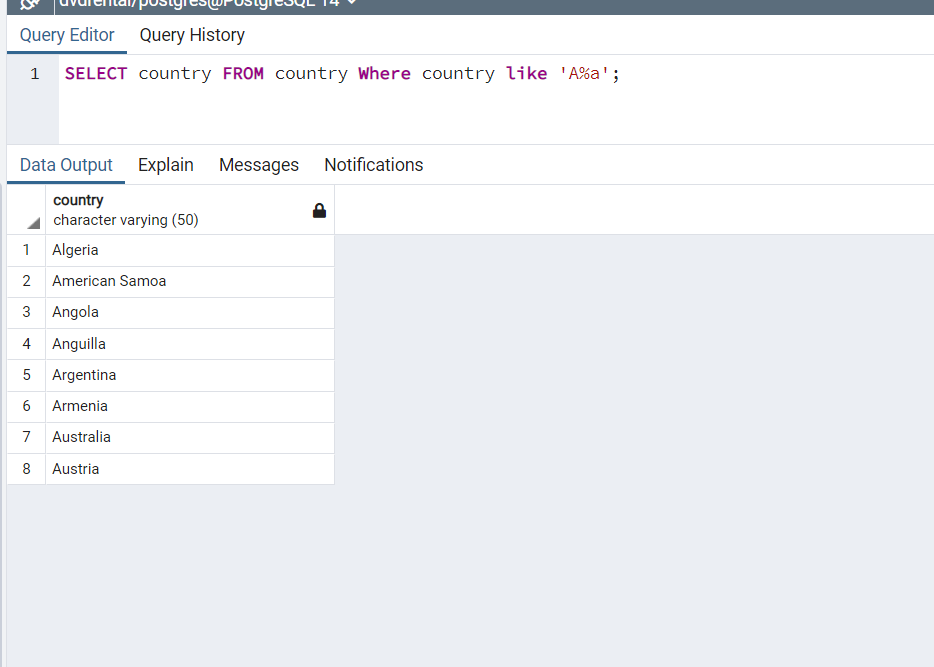 dvdrental/postgres@PostgreSQL 14
Query Editor Query History
1 SELECT country FROM country Where country like 'A%a';
Data Output Explain Messages Notifications
country
character varying (50)
1 Algeria
2 American Samoa
3 Angola
4 Anguilla
5 Argentina
6 Armenia
7 Australia
8 Austria